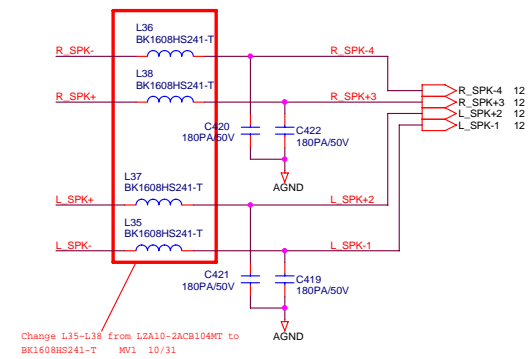 L36
BK1608HS241-T
R_SPK-
R_SPK-4
L38
BK1608HS241-T
R_SPK+
R_SPK+3
R_SPK-4 12
R_SPK+3 12
L_SPK+2 12
L_SPK-1 12
C420
180PA/50V
C422
180PA/50V
AGND
L37
BK1608HS241-T
L_SPK+
L_SPK+2
L35
BK1608HS241-T
L_SPK-
L_SPK-1
C421
180PA/50V
C419
180PA/50V
AGND
Change L35~L38 from LZA10-2ACB104MT to
BK1608HS241-T MV1 10/31